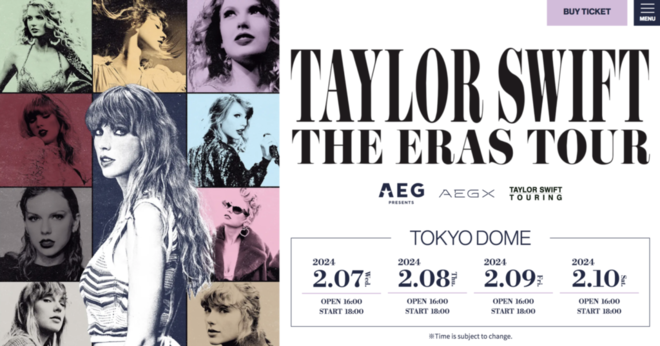 BUY TICKET
MENU
TAYLOR SWIFT
THE ERAS TOUR
AEG
PRESENTS
AEGX
TAYLOR SWIFT
TOURING
TOKYO DOME
2024
2.07 Wed.
OPEN 16:00
START 18:00
2024
2.08 Thu.
OPEN 16:00
START 18:00
2024
2.09 Fri.
OPEN 16:00
START 18:00
2024
2.10 Sat.
OPEN 16:00
START 18:00
※Time is subject to change.